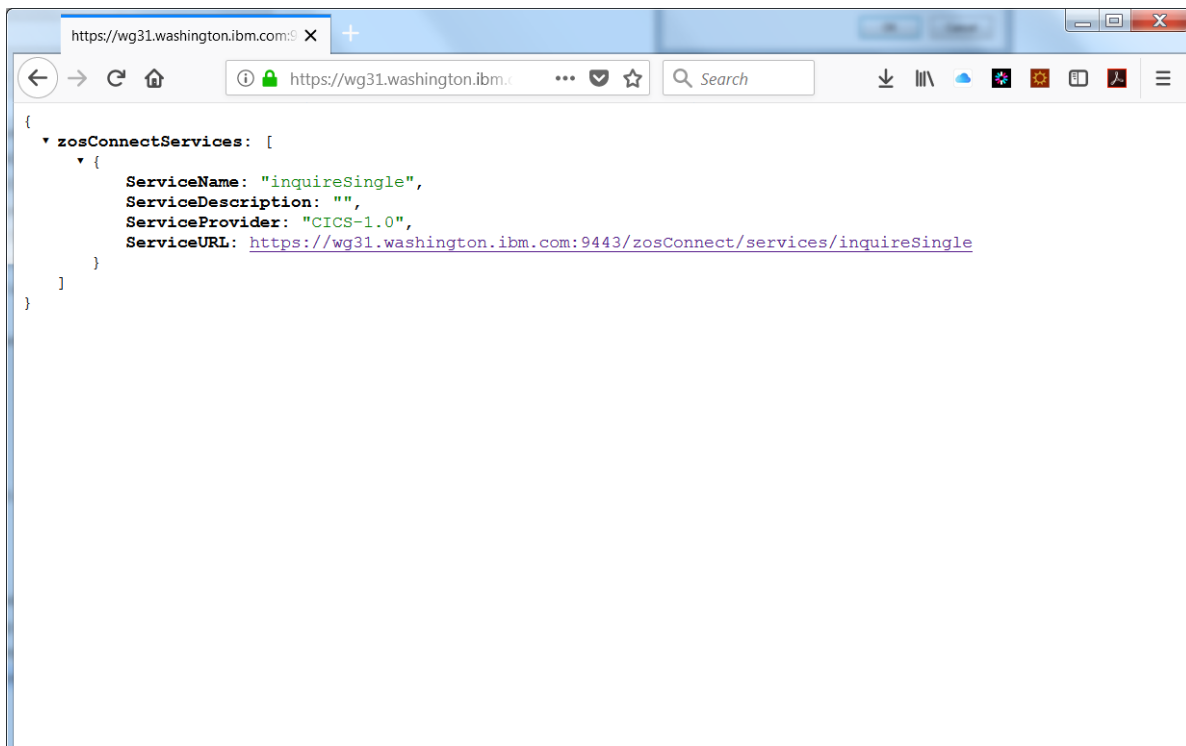 https://wg31.washington.ibm.com:9
https://wg31.washington.ibm.c
Search
{
zosConnectServices: [
{
ServiceName: "inquireSingle",
ServiceDescription: "",
ServiceProvider: "CICS-1.0",
ServiceURL: https://wg31.washington.ibm.com:9443/zosConnect/services/inquireSingle
}
]
}